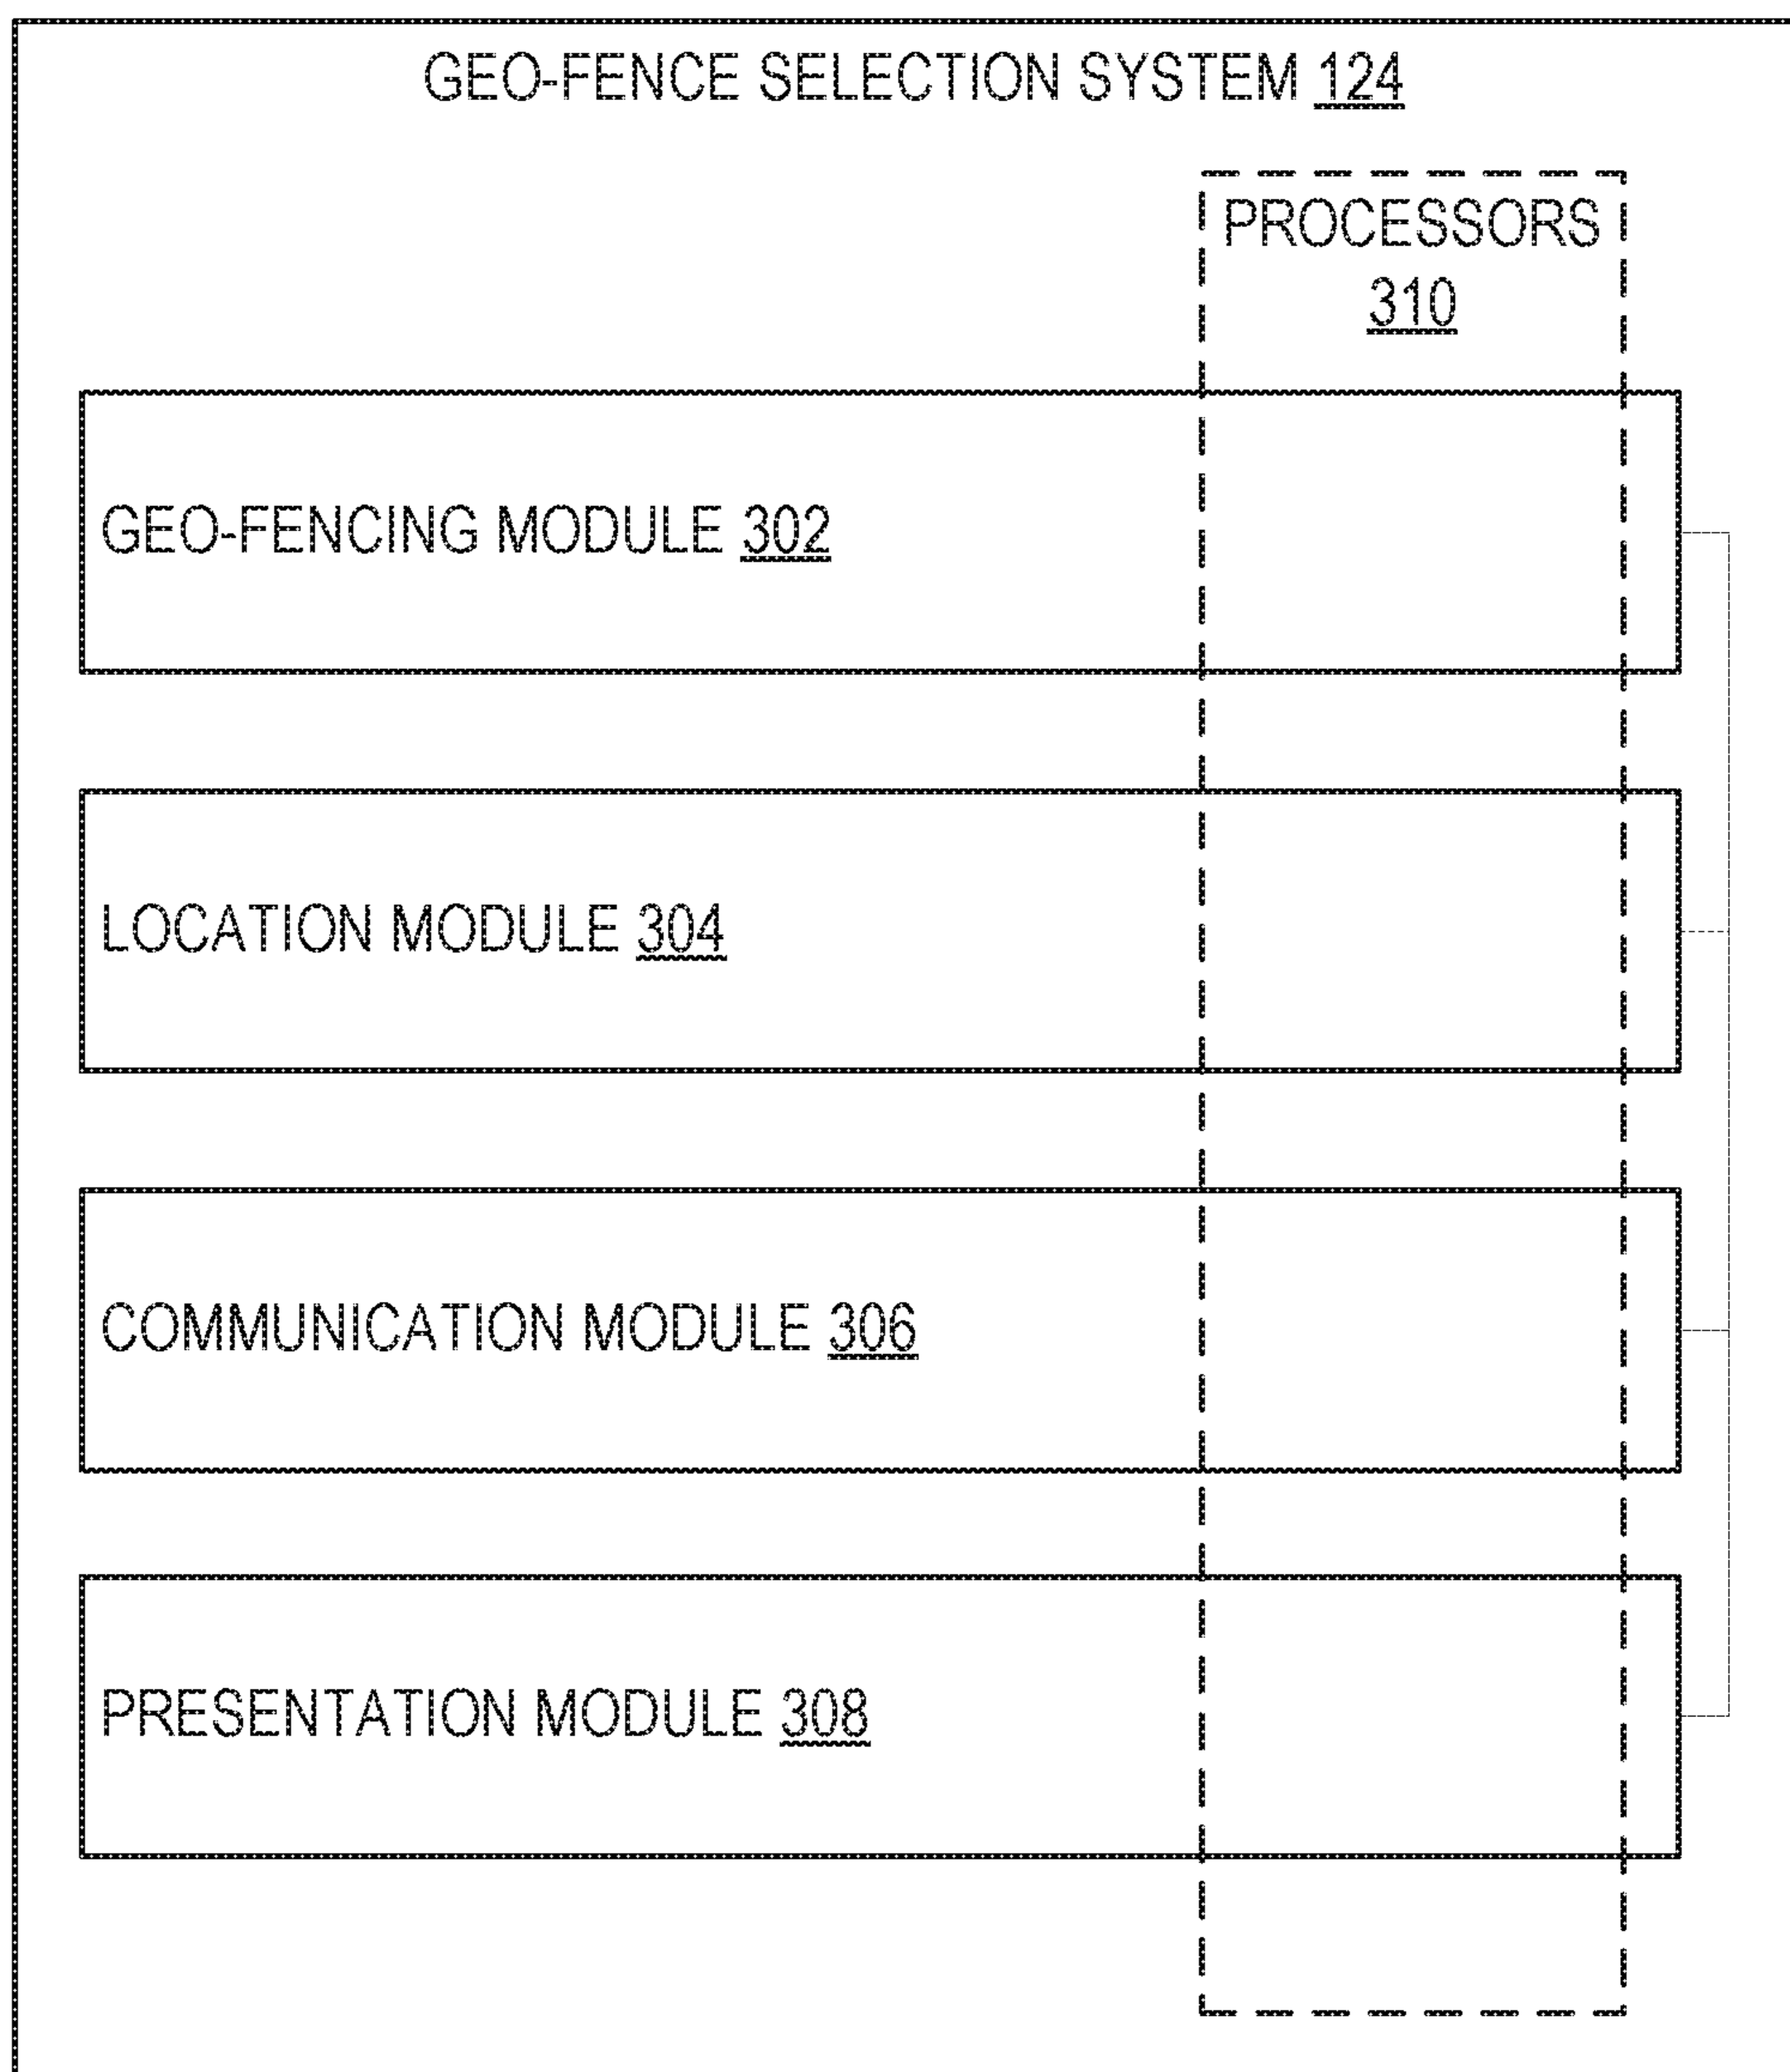 GEO-FENCE SELECTION SYSTEM 124
PROCESSORS
310
GEO-FENCING MODULE 302
LOCATION MODULE 304
COMMUNICATION MODULE 306
PRESENTATION MODULE 308